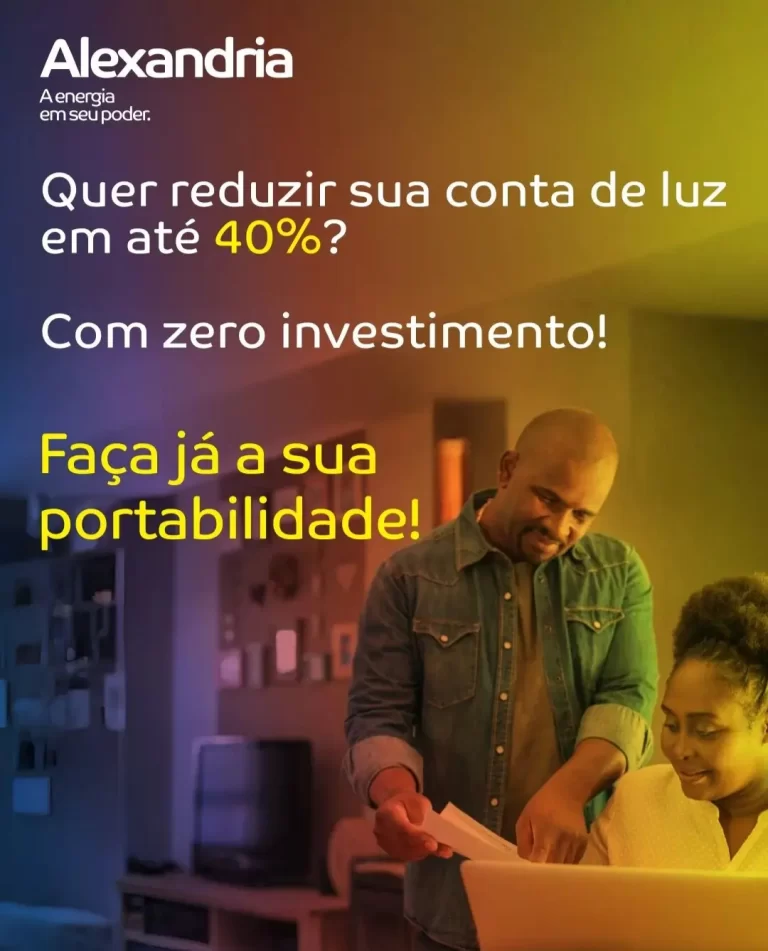 Alexandria
A energia
em seu poder.
Quer reduzir sua conta de luz
em até 40%?
Com zero investimento!
Faça já a sua
portabilidade!